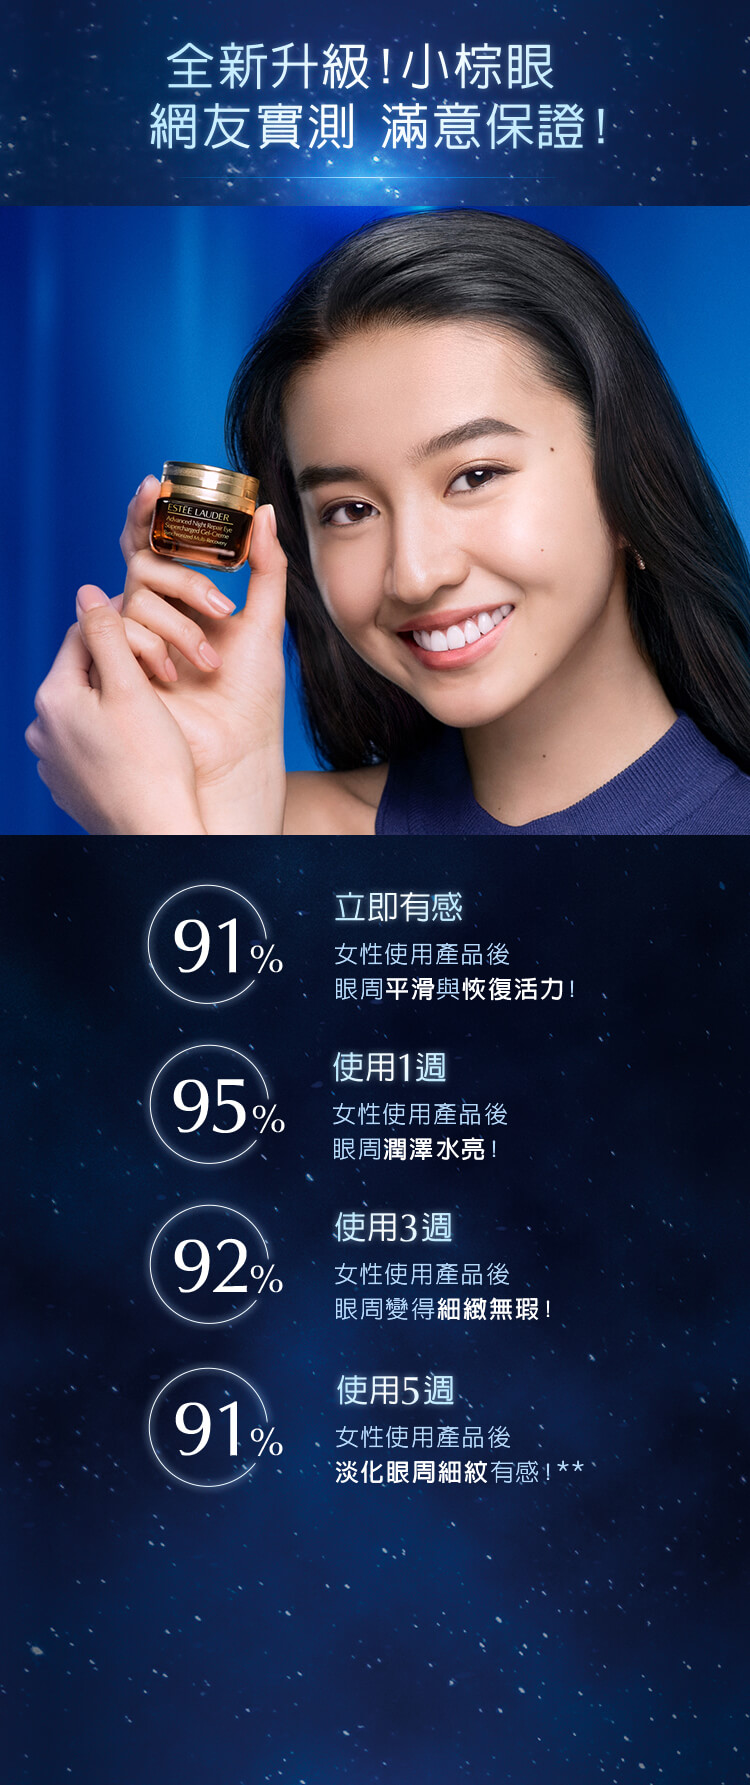 全新升級!小棕眼
網友實測 滿意保證!
ESTĒE LAUDER
Advanced Night Repair Eye
Supercharged Gel-Creme
Synchronized Multi-Recovery
91%
立即有感
女性使用產品後
眼周平滑與恢復活力!
95%
使用1週
女性使用產品後
眼周潤澤水亮!
92%
使用3週
女性使用產品後
眼周變得細緻無瑕!
91%
使用5週
女性使用產品後
淡化眼周細紋有感!**